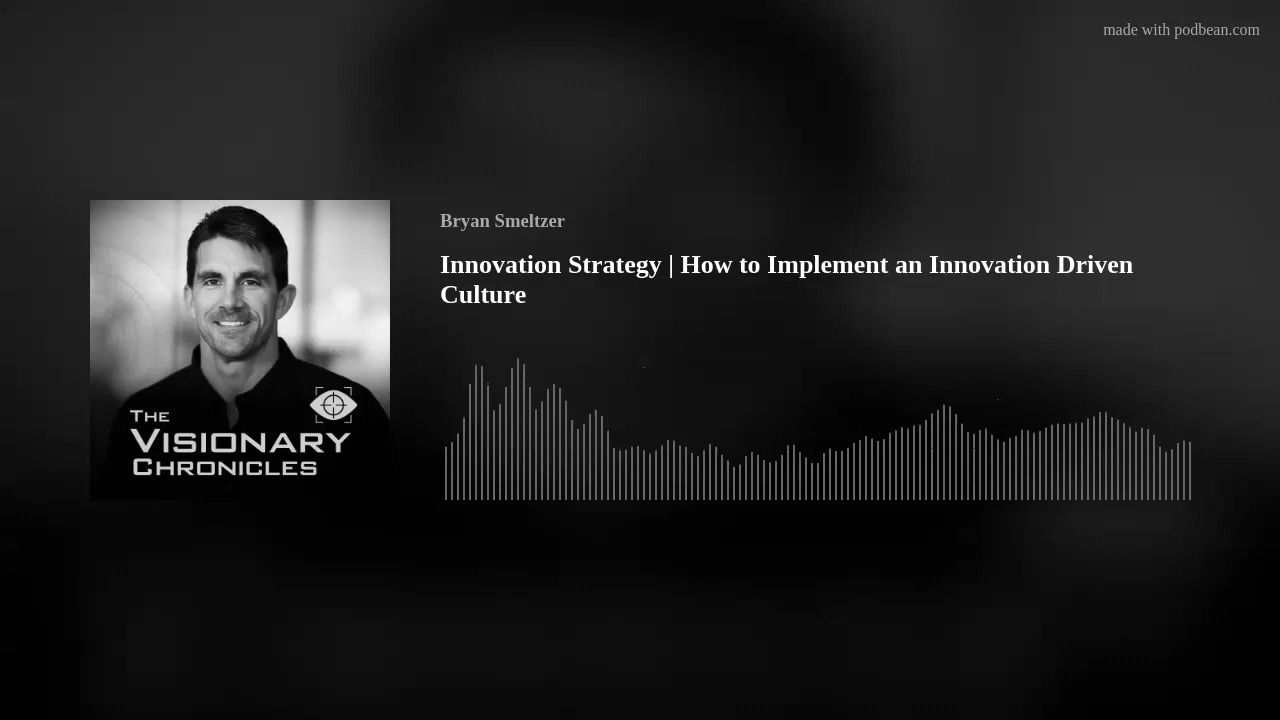 made with podbean.com
Bryan Smeltzer
Innovation Strategy | How to Implement an Innovation Driven
Culture
THE
VISIONARY
CHRONICLES